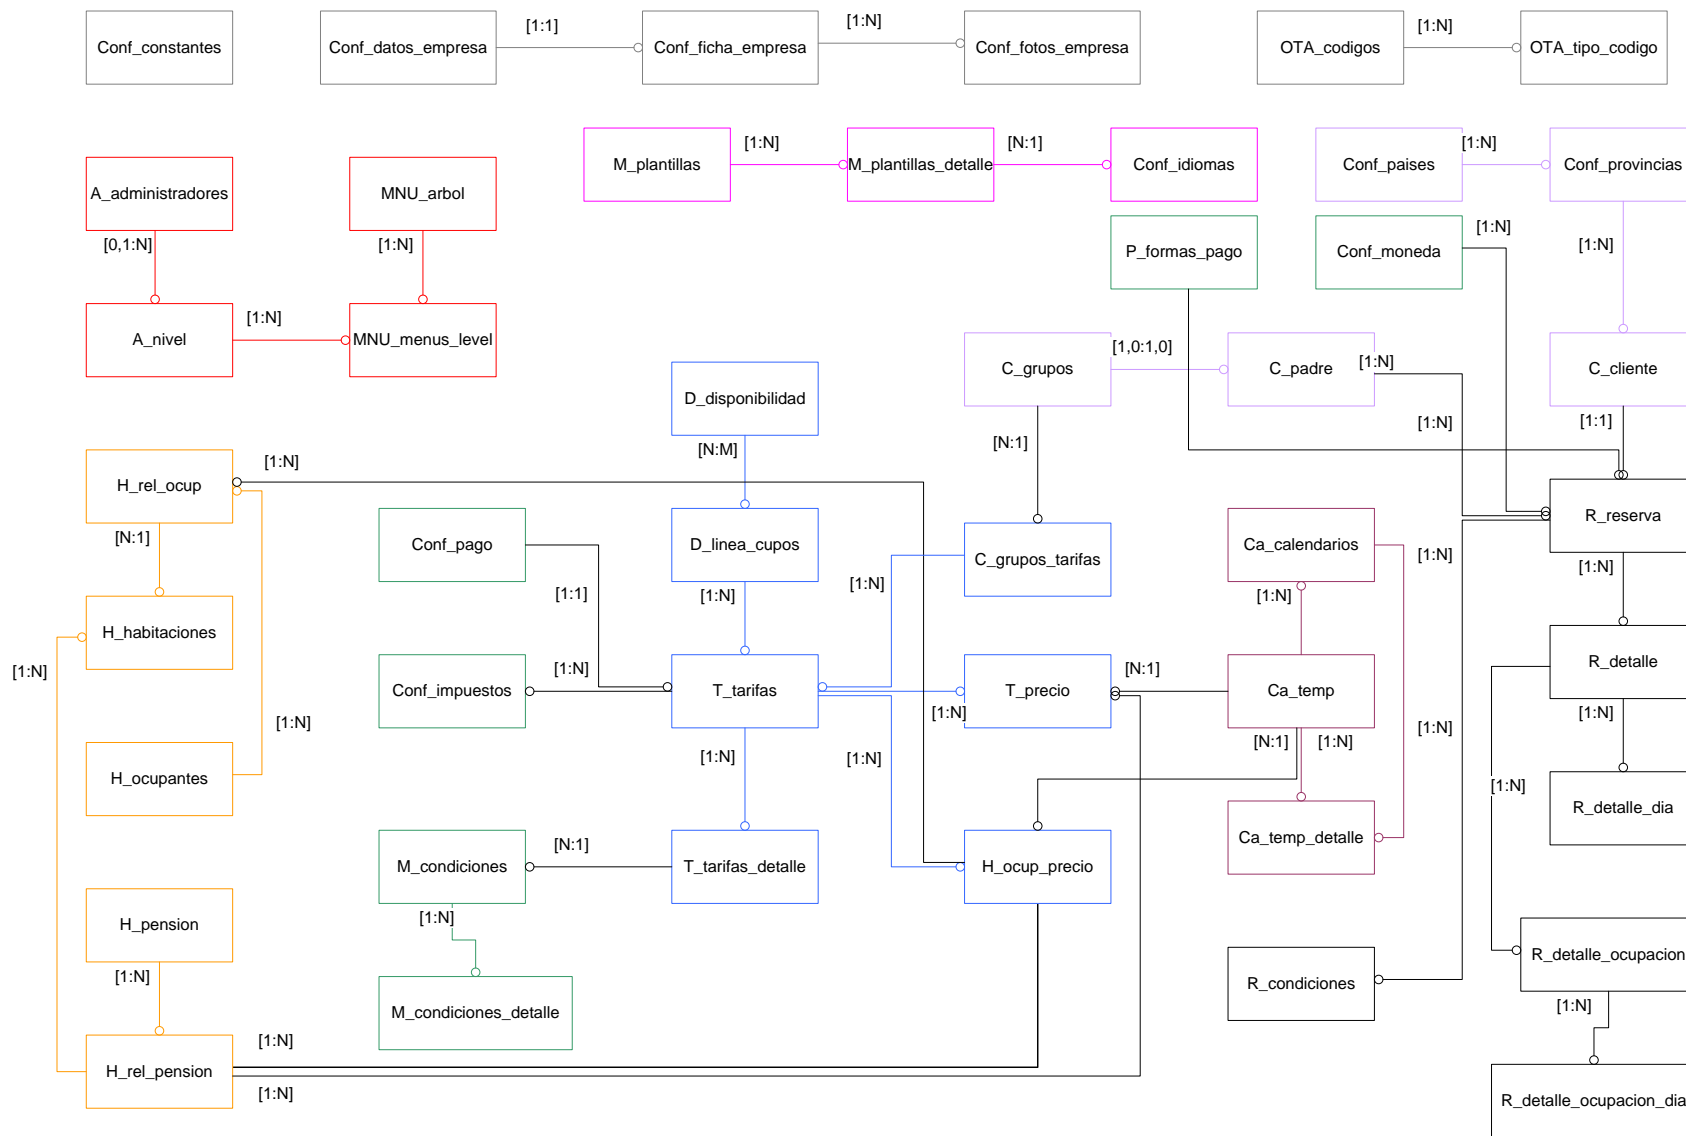 [1:1]
[1:N]
[1:N]
Conf_constantes
Conf_datos_empresa
Conf_ficha_empresa
Conf_fotos_empresa
OTA_codigos
OTA_tipo_codigo
[1:N]
[N:1]
[1:N]
M_plantillas
M_plantillas_detalle
Conf_idiomas
Conf_paises
Conf_provincias
A_administradores
MNU_arbol
[0,1:N]
[1:N]
[1:N]
[1:N]
P_formas_pago
Conf_moneda
[1:N]
A_nivel
MNU_menus_level
[1,0:1,0]
[1:N]
D_disponibilidad
C_grupos
C_padre
C_cliente
[N:M]
[N:1]
[1:N]
[1:1]
[1:N]
H_rel_ocup
[N:1]
Conf_pago
D_linea_cupos
C_grupos_tarifas
Ca_calendarios
R_reserva
[1:N]
[1:1]
[1:N]
[1:N]
[1:N]
[1:N]
H_habitaciones
[1:N]
[1:N]
[N:1]
Conf_impuestos
T_tarifas
T_precio
Ca_temp
R_detalle
[1:N]
[1:N]
[1:N]
[1:N]
[1:N]
[N:1]
[1:N]
[1:N]
[1:N]
H_ocupantes
[1:N]
R_detalle_dia
[N:1]
M_condiciones
T_tarifas_detalle
H_ocup_precio
Ca_temp_detalle
[1:N]
H_pension
[1:N]
R_condiciones
R_detalle_ocupacion
[1:N]
M_condiciones_detalle
[1:N]
H_rel_pension
[1:N]
R_detalle_ocupacion_dia